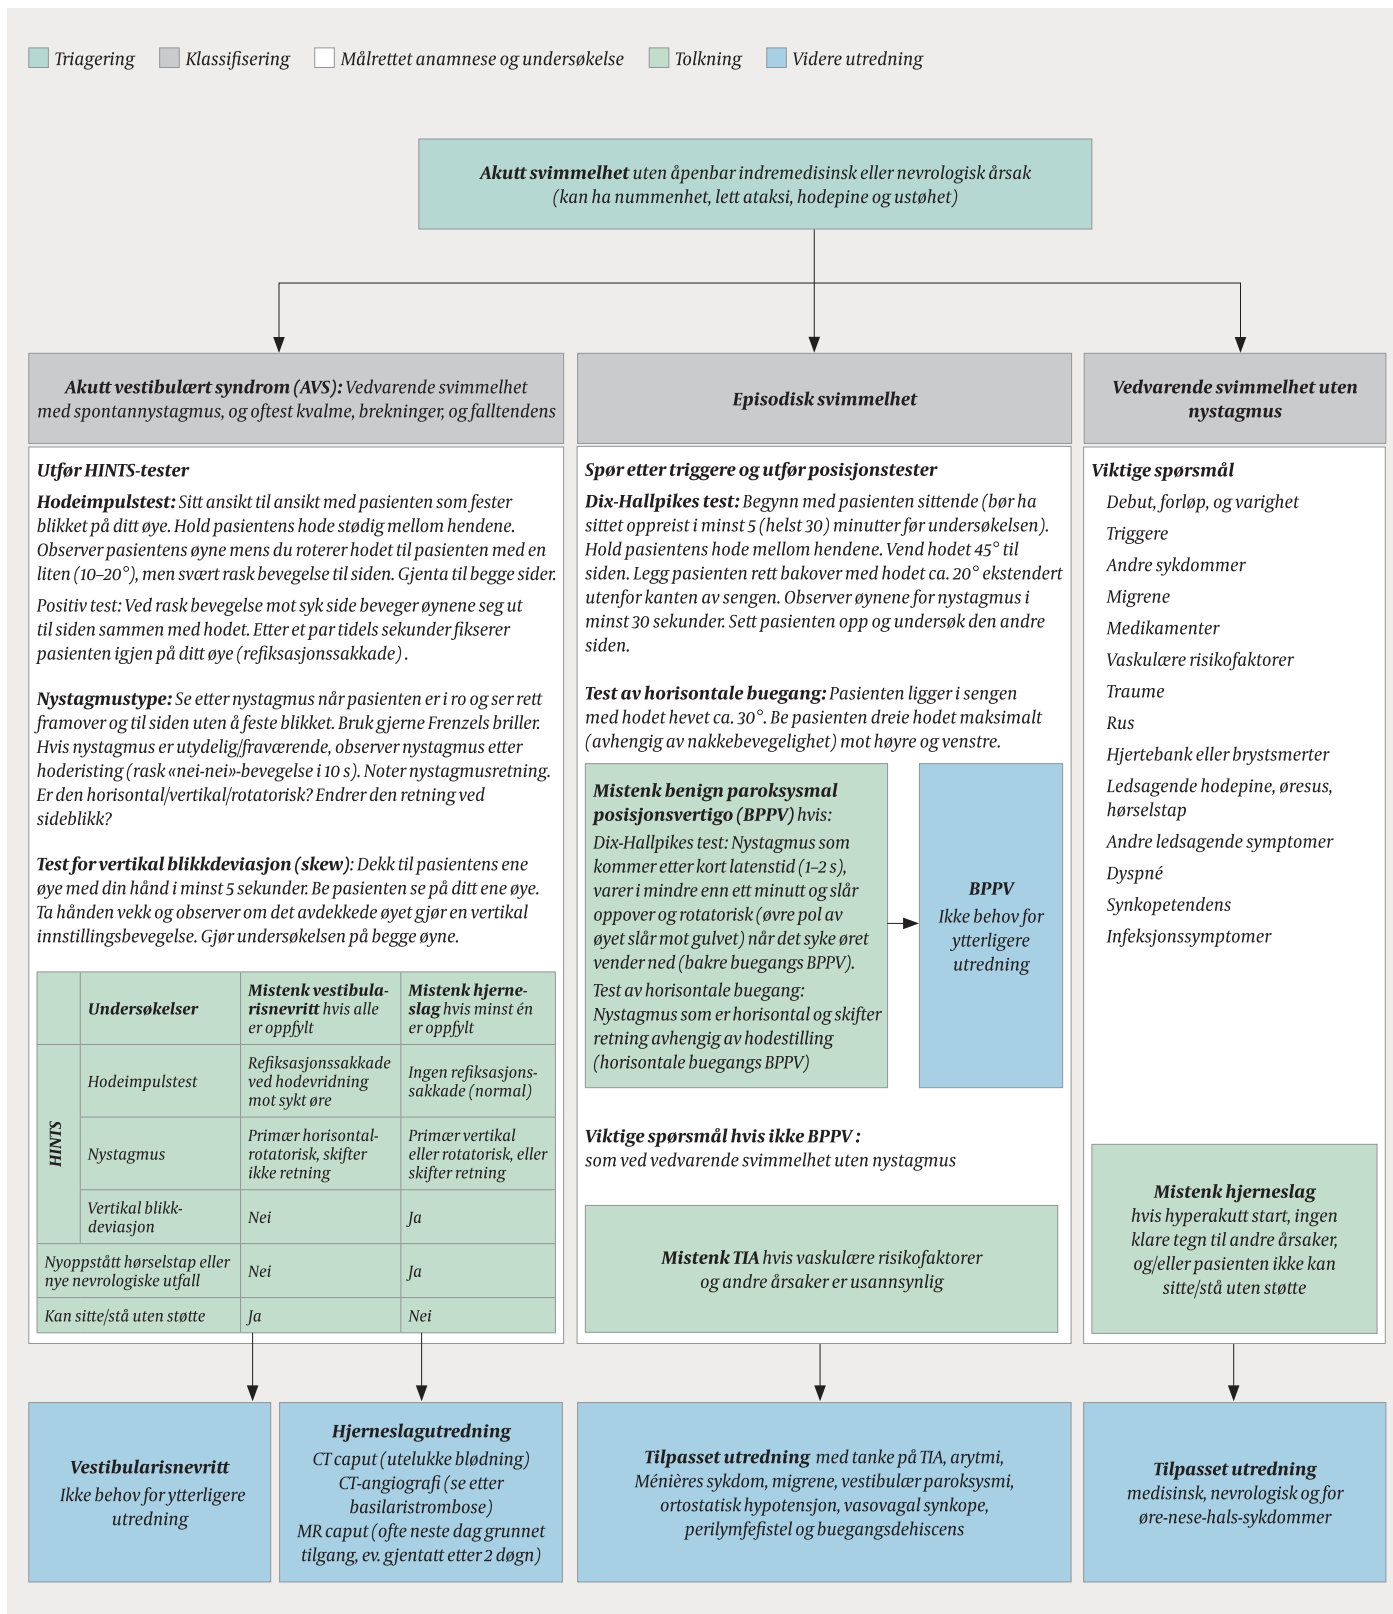 Triagering
Klassifisering
Målrettet anamnese og undersøkelse
Tolkning
Videre utredning
Akutt svimmelhet uten åpenbar indremedisinsk eller nevrologisk årsak
(kan ha nummenhet, lett ataksi, hodepine og ustøhet)
Akutt vestibulært syndrom (AVS): Vedvarende svimmelhet
med spontannystagmus, og oftest kvalme, brekninger, og falltendens
Utfør HINTS-tester
Hodeimpulstest: Sitt ansikt til ansikt med pasienten som fester
blikket på ditt øye. Hold pasientens hode stødig mellom hendene.
Observer pasientens øyne mens du roterer hodet til pasienten med en
liten (10–20°), men svært rask bevegelse til siden. Gjenta til begge sider.
Positiv test: Ved rask bevegelse mot syk side beveger øynene seg ut
til siden sammen med hodet. Etter et par tidels sekunder fikserer
pasienten igjen på ditt øye (refiksasjonssakkade) .
Nystagmustype: Se etter nystagmus når pasienten er i ro og ser rett
framover og til siden uten å feste blikket. Bruk gjerne Frenzels briller.
Hvis nystagmus er utydelig/fraværende, observer nystagmus etter
hoderisting (rask «nei-nei»-bevegelse i 10 s). Noter nystagmusretning.
Er den horisontal/vertikal/rotatorisk? Endrer den retning ved
sideblikk?
Test for vertikal blikkdeviasjon (skew): Dekk til pasientens ene
øye med din hånd i minst 5 sekunder. Be pasienten se på ditt ene øye.
Ta hånden vekk og observer om det avdekkede øyet gjør en vertikal
innstillingsbevegelse. Gjør undersøkelsen på begge øyne.
Undersøkelser
Mistenk vestibula-
risnevritt hvis alle
er oppfylt
Mistenk hjerne-
slag hvis minst én
er oppfylt
HINTS
Hodeimpulstest
Refiksasjonssakkade
ved hodevridning
mot sykt øre
Ingen refiksasjons-
sakkade (normal)
Nystagmus
Primær horisontal-
rotatorisk, skifter
ikke retning
Primær vertikal
eller rotatorisk, eller
skifter retning
Vertikal blikk-
deviasjon
Nei
Ja
Nyoppstått hørselstap eller
nye nevrologiske utfall
Nei
Ja
Kan sitte/stå uten støtte
Ja
Nei
Vestibularisnevritt
Ikke behov for ytterligere
utredning
Hjerneslagutredning
CT caput (utelukke blødning)
CT-angiografi (se etter
basilaristrombose)
MR caput (ofte neste dag grunnet
tilgang, ev. gjentatt etter 2 døgn)
Episodisk svimmelhet
Spør etter triggere og utfør posisjonstester
Dix-Hallpikes test: Begynn med pasienten sittende (bør ha
sittet oppreist i minst 5 (helst 30) minutter før undersøkelsen).
Hold pasientens hode mellom hendene. Vend hodet 45° til
siden. Legg pasienten rett bakover med hodet ca. 20° ekstendert
utenfor kanten av sengen. Observer øynene for nystagmus i
minst 30 sekunder. Sett pasienten opp og undersøk den andre
siden.
Test av horisontale buegang: Pasienten ligger i sengen
med hodet hevet ca. 30°. Be pasienten dreie hodet maksimalt
(avhengig av nakkebevegelighet) mot høyre og venstre.
Mistenk benign paroksysmal
posisjonsvertigo (BPPV) hvis:
Dix-Hallpikes test: Nystagmus som
kommer etter kort latenstid (1–2 s),
varer i mindre enn ett minutt og slår
oppover og rotatorisk (øvre pol av
øyet slår mot gulvet) når det syke øret
vender ned (bakre buegangs BPPV).
Test av horisontale buegang:
Nystagmus som er horisontal og skifter
retning avhengig av hodestilling
(horisontale buegangs BPPV)
BPPV
Ikke behov for
ytterligere
utredning
Viktige spørsmål hvis ikke BPPV :
som ved vedvarende svimmelhet uten nystagmus
Mistenk TIA hvis vaskulære risikofaktorer
og andre årsaker er usannsynlig
Tilpasset utredning med tanke på TIA, arytmi,
Ménières sykdom, migrene, vestibulær paroksysmi,
ortostatisk hypotensjon, vasovagal synkope,
perilymfefistel og buegangsdehiscens
Vedvarende svimmelhet uten
nystagmus
Viktige spørsmål
Debut, forløp, og varighet
Triggere
Andre sykdommer
Migrene
Medikamenter
Vaskulære risikofaktorer
Traume
Rus
Hjertebank eller brystsmerter
Ledsagende hodepine, øresus,
hørselstap
Andre ledsagende symptomer
Dyspné
Synkopetendens
Infeksjonssymptomer
Mistenk hjerneslag
hvis hyperakutt start, ingen
klare tegn til andre årsaker,
og/eller pasienten ikke kan
sitte/stå uten støtte
Tilpasset utredning
medisinsk, nevrologisk og for
øre-nese-hals-sykdommer